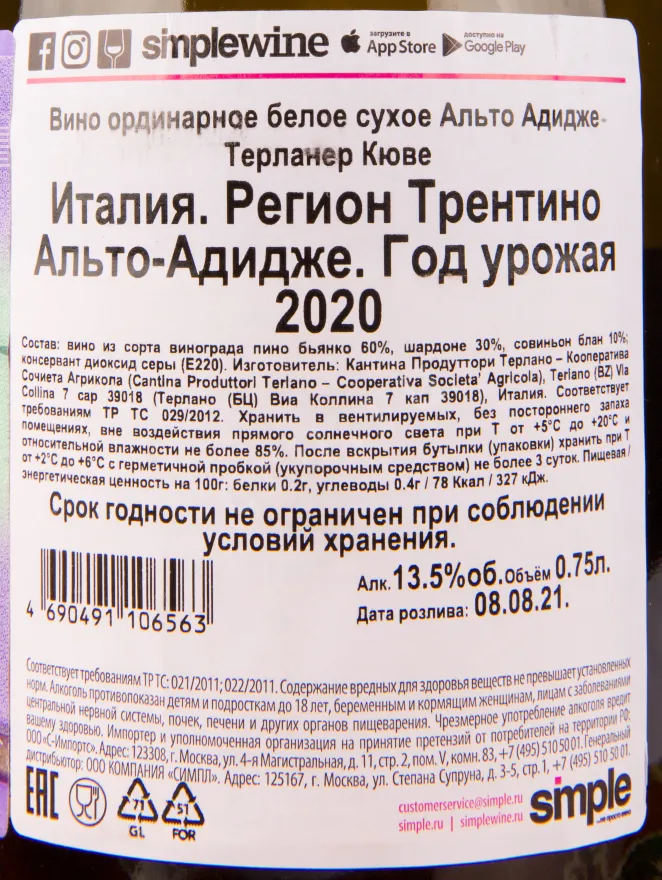 simplewine загрузите в App Store доступно на Google Play
Вино ординарное белое сухое Альто Адидже
Терланер Кюве
Италия. Регион Трентино
Альто-Адидже. Год урожая
2020
Состав: вино из сорта винограда пино бьянко 60%, шардоне 30%, совиньон блан 10%;
консервант диоксид серы (Е220). Изготовитель: Кантина Продуттори Терлано – Кооператива
Сочиета Агрикола (Cantina Produttori Terlano – Cooperativa Societa' Agricola), Terlano (BZ) Via
Collina 7 cap 39018 (Терлано (БЦ) Виа Коллина 7 кап 39018), Италия. Соответствует
требованиям ТР ТС 029/2012. Хранить в вентилируемых, без постороннего запаха
помещениях, вне воздействия прямого солнечного света при Т от +5°С до +20°С и
относительной влажности не более 85%. После вскрытия бутылки (упаковки) хранить при Т
от +2°С до +6°С с герметичной пробкой (укупорочным средством) не более 3 суток. Пищевая /
энергетическая ценность на 100г: белки 0.2г, углеводы 0.4г / 78 Ккал / 327 кДж.
Срок годности не ограничен при соблюдении
условий хранения.
Алк. 13.5%об. Объём 0.75л.
Дата розлива: 08.08.21.
4 690491 106563
Соответствует требованиям ТР ТС: 021/2011; 022/2011. Содержание вредных для здоровья веществ не превышает установленных
норм. Алкоголь противопоказан детям и подросткам до 18 лет, беременным и кормящим женщинам, лицам с заболеваниями
центральной нервной системы, почек, печени и других органов пищеварения. Чрезмерное употребление алкоголя вредит
вашему здоровью. Импортер и уполномоченная организация на принятие претензий от потребителей на территории РФ:
ООО «С-Импортс». Адрес: 123308, г. Москва, ул. 4-я Магистральная, д. 11, стр. 2, пом. V, комн. 83, +7 (495) 510 50 01. Генеральный
дистрибьютор: ООО КОМПАНИЯ «СИМПЛ». Адрес: 125167, г. Москва, ул. Степана Супруна, д. 3-5, стр. 1, +7 (495) 510 50 01.
EAC
71
GL
51
FOR
customerservice@simple.ru
simple.ru | simplewine.ru
simple
...не просто вино